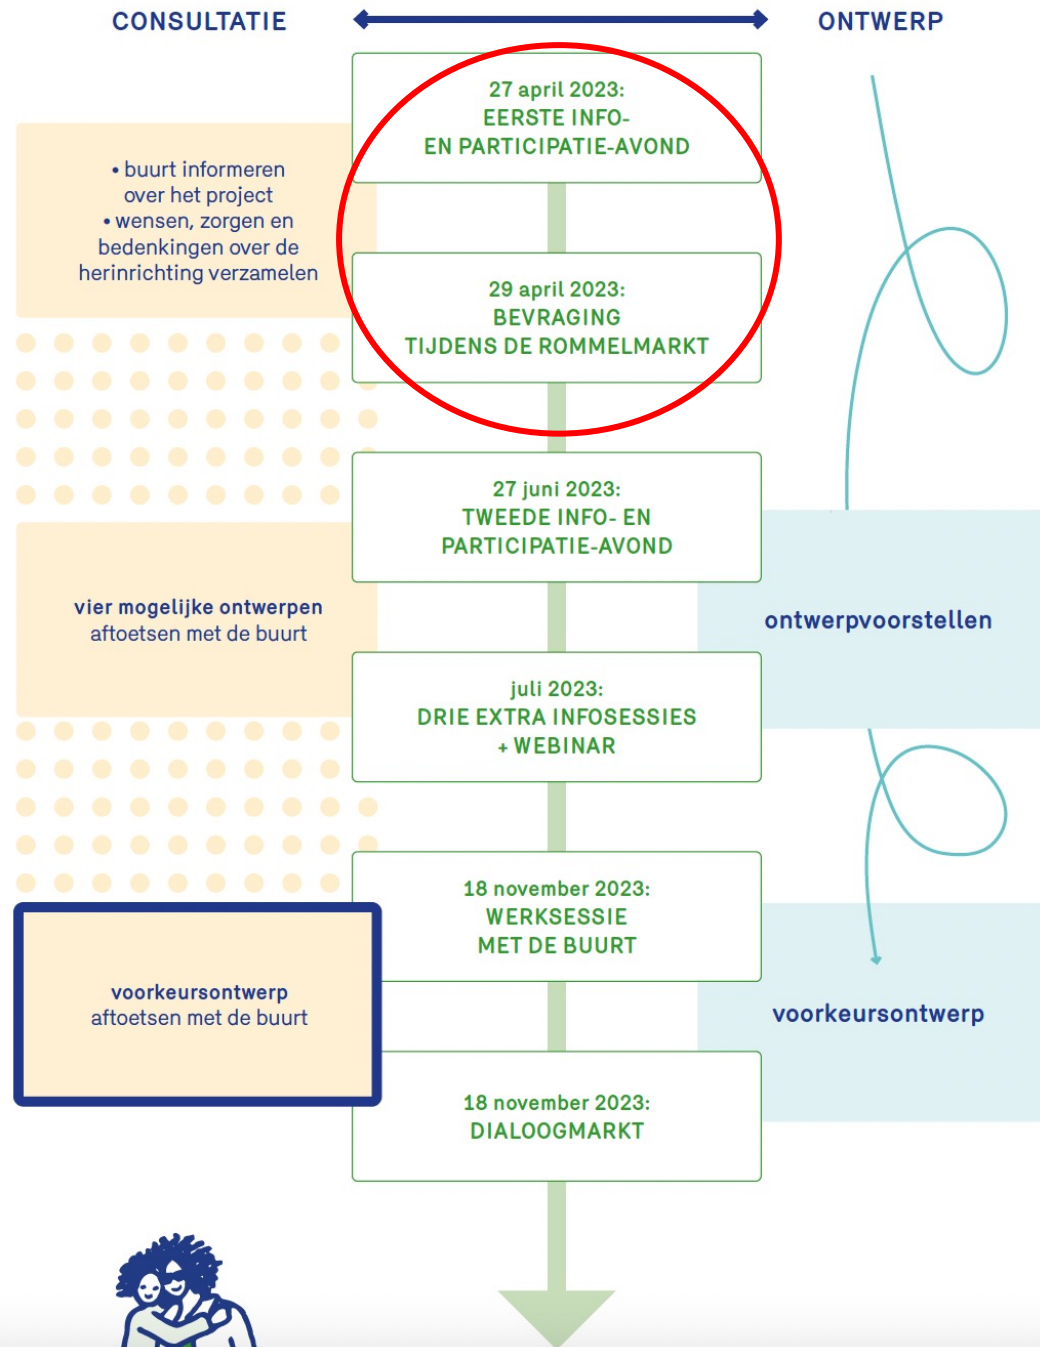 CONSULTATIE
ONTWERP
27 april 2023:
EERSTE INFO-
EN PARTICIPATIE-AVOND
• buurt informeren
over het project
• wensen, zorgen en
bedenkingen over de
herinrichting verzamelen
29 april 2023:
BEVRAGING
TIJDENS DE ROMMELMARKT
27 juni 2023:
TWEEDE INFO- EN
PARTICIPATIE-AVOND
vier mogelijke ontwerpen
aftoetsen met de buurt
ontwerpvoorstellen
juli 2023:
DRIE EXTRA INFOSESSIES
+ WEBINAR
18 november 2023:
WERKSESSIE
MET DE BUURT
voorkeursontwerp
aftoetsen met de buurt
voorkeursontwerp
18 november 2023:
DIALOOGMARKT